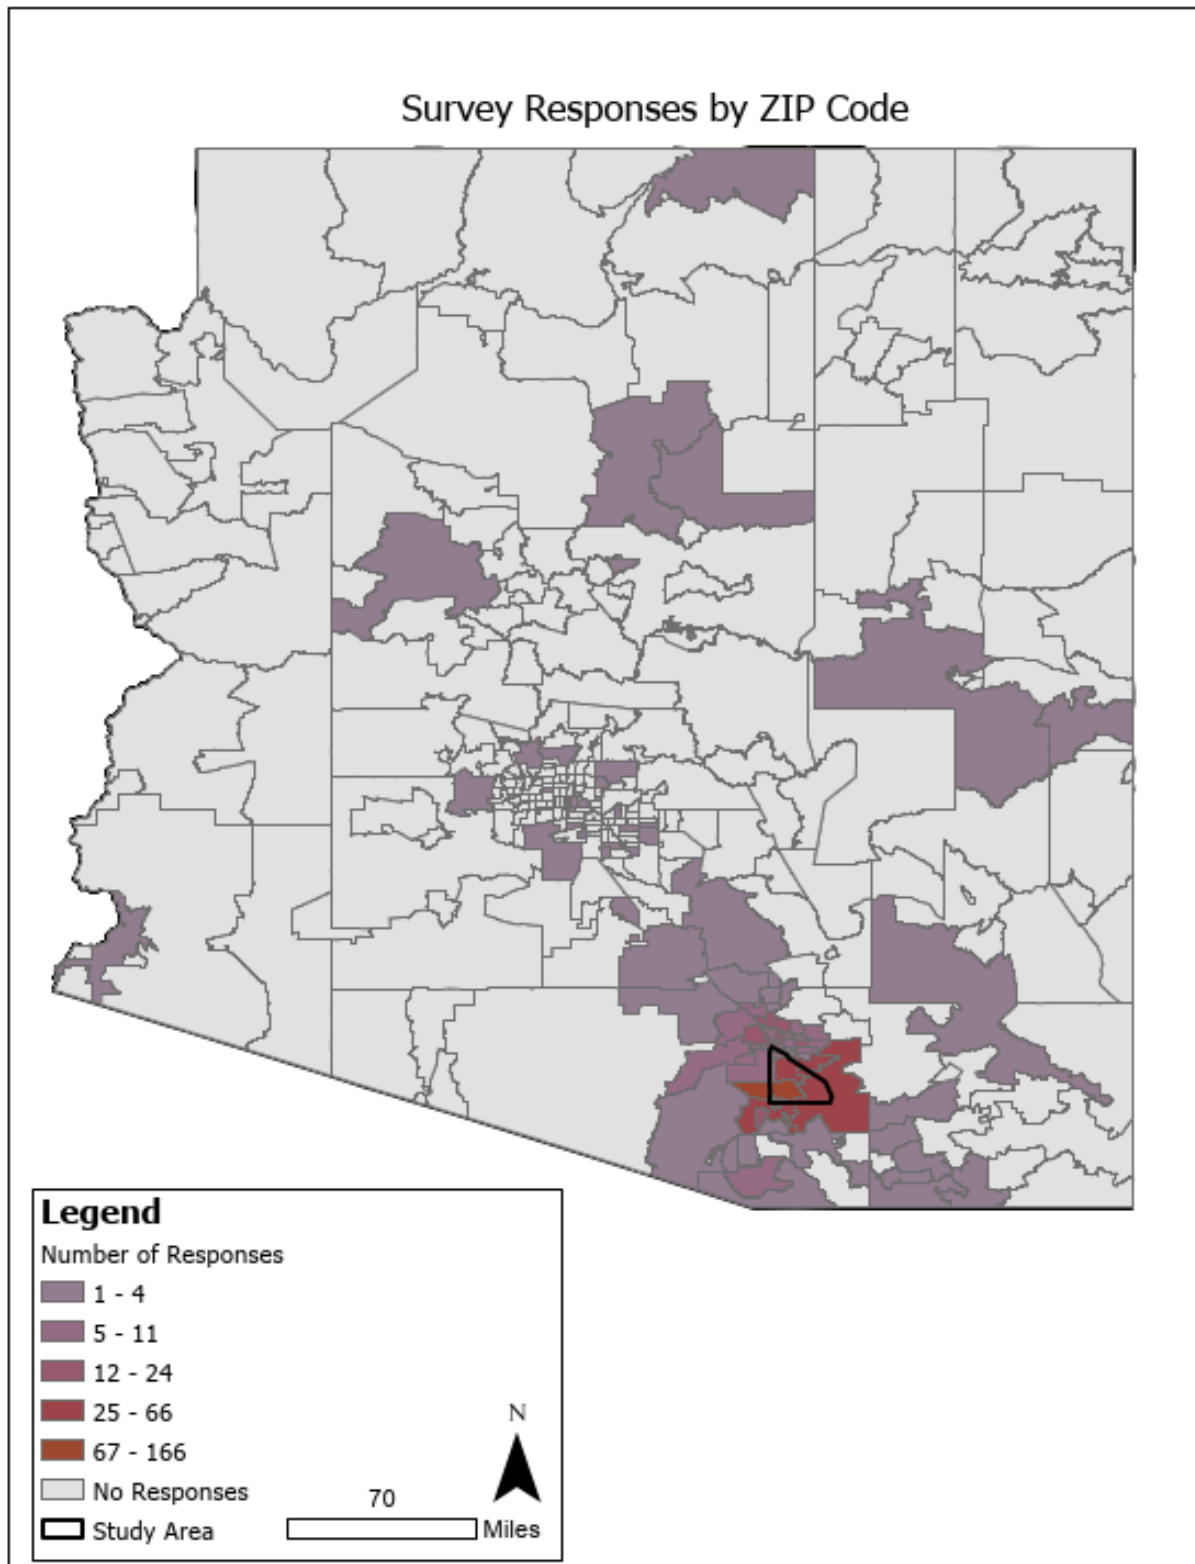 Survey Responses by ZIP Code
Legend
Number of Responses
1 - 4
5 - 11
12 - 24
25 - 66
67 - 166
No Responses
Study Area
N
70
Miles